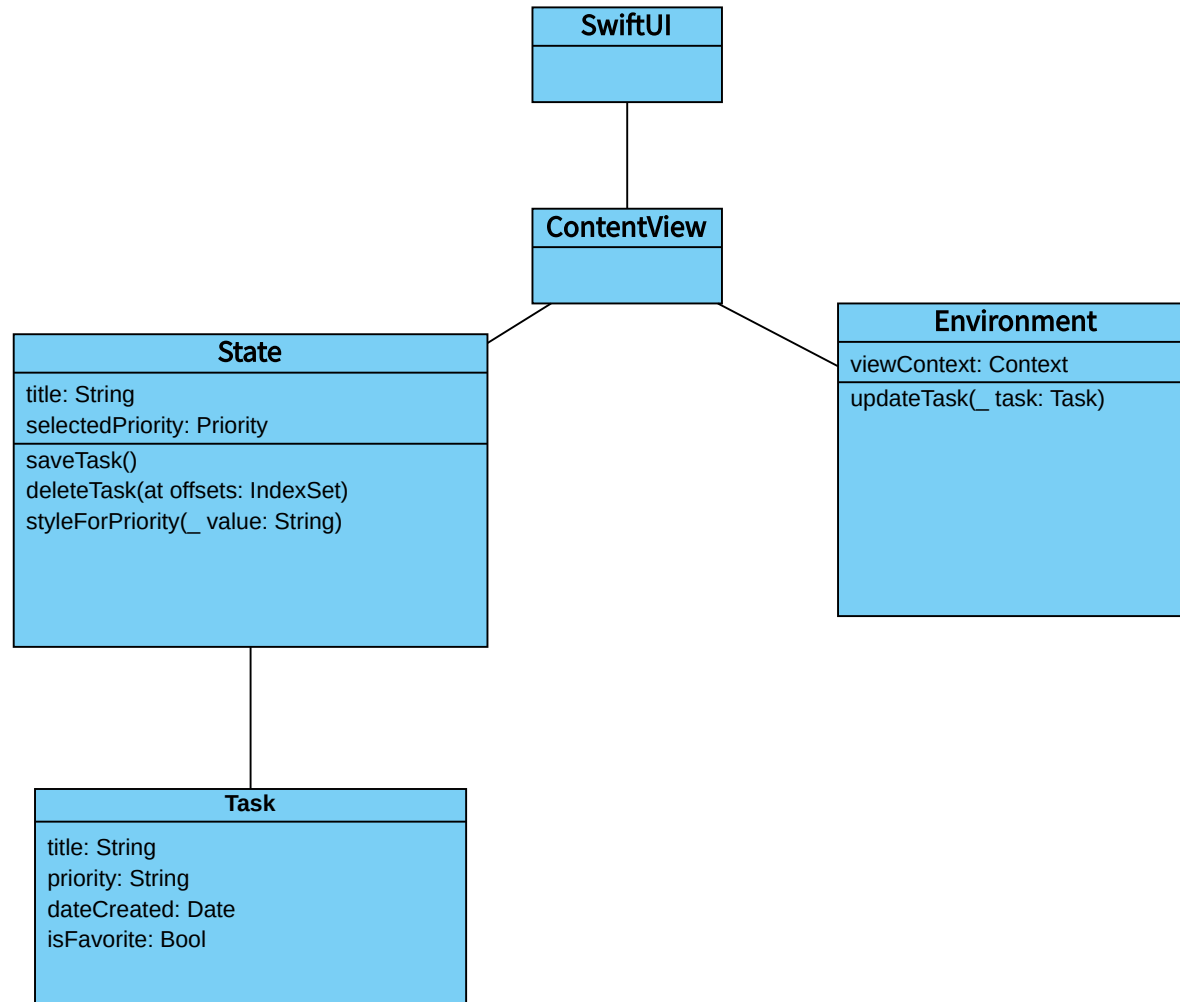 SwiftUI
ContentView
State
title: String
selectedPriority: Priority
saveTask()
deleteTask(at offsets: IndexSet)
styleForPriority(_ value: String)
Environment
viewContext: Context
updateTask(_ task: Task)
Task
title: String
priority: String
dateCreated: Date
isFavorite: Bool